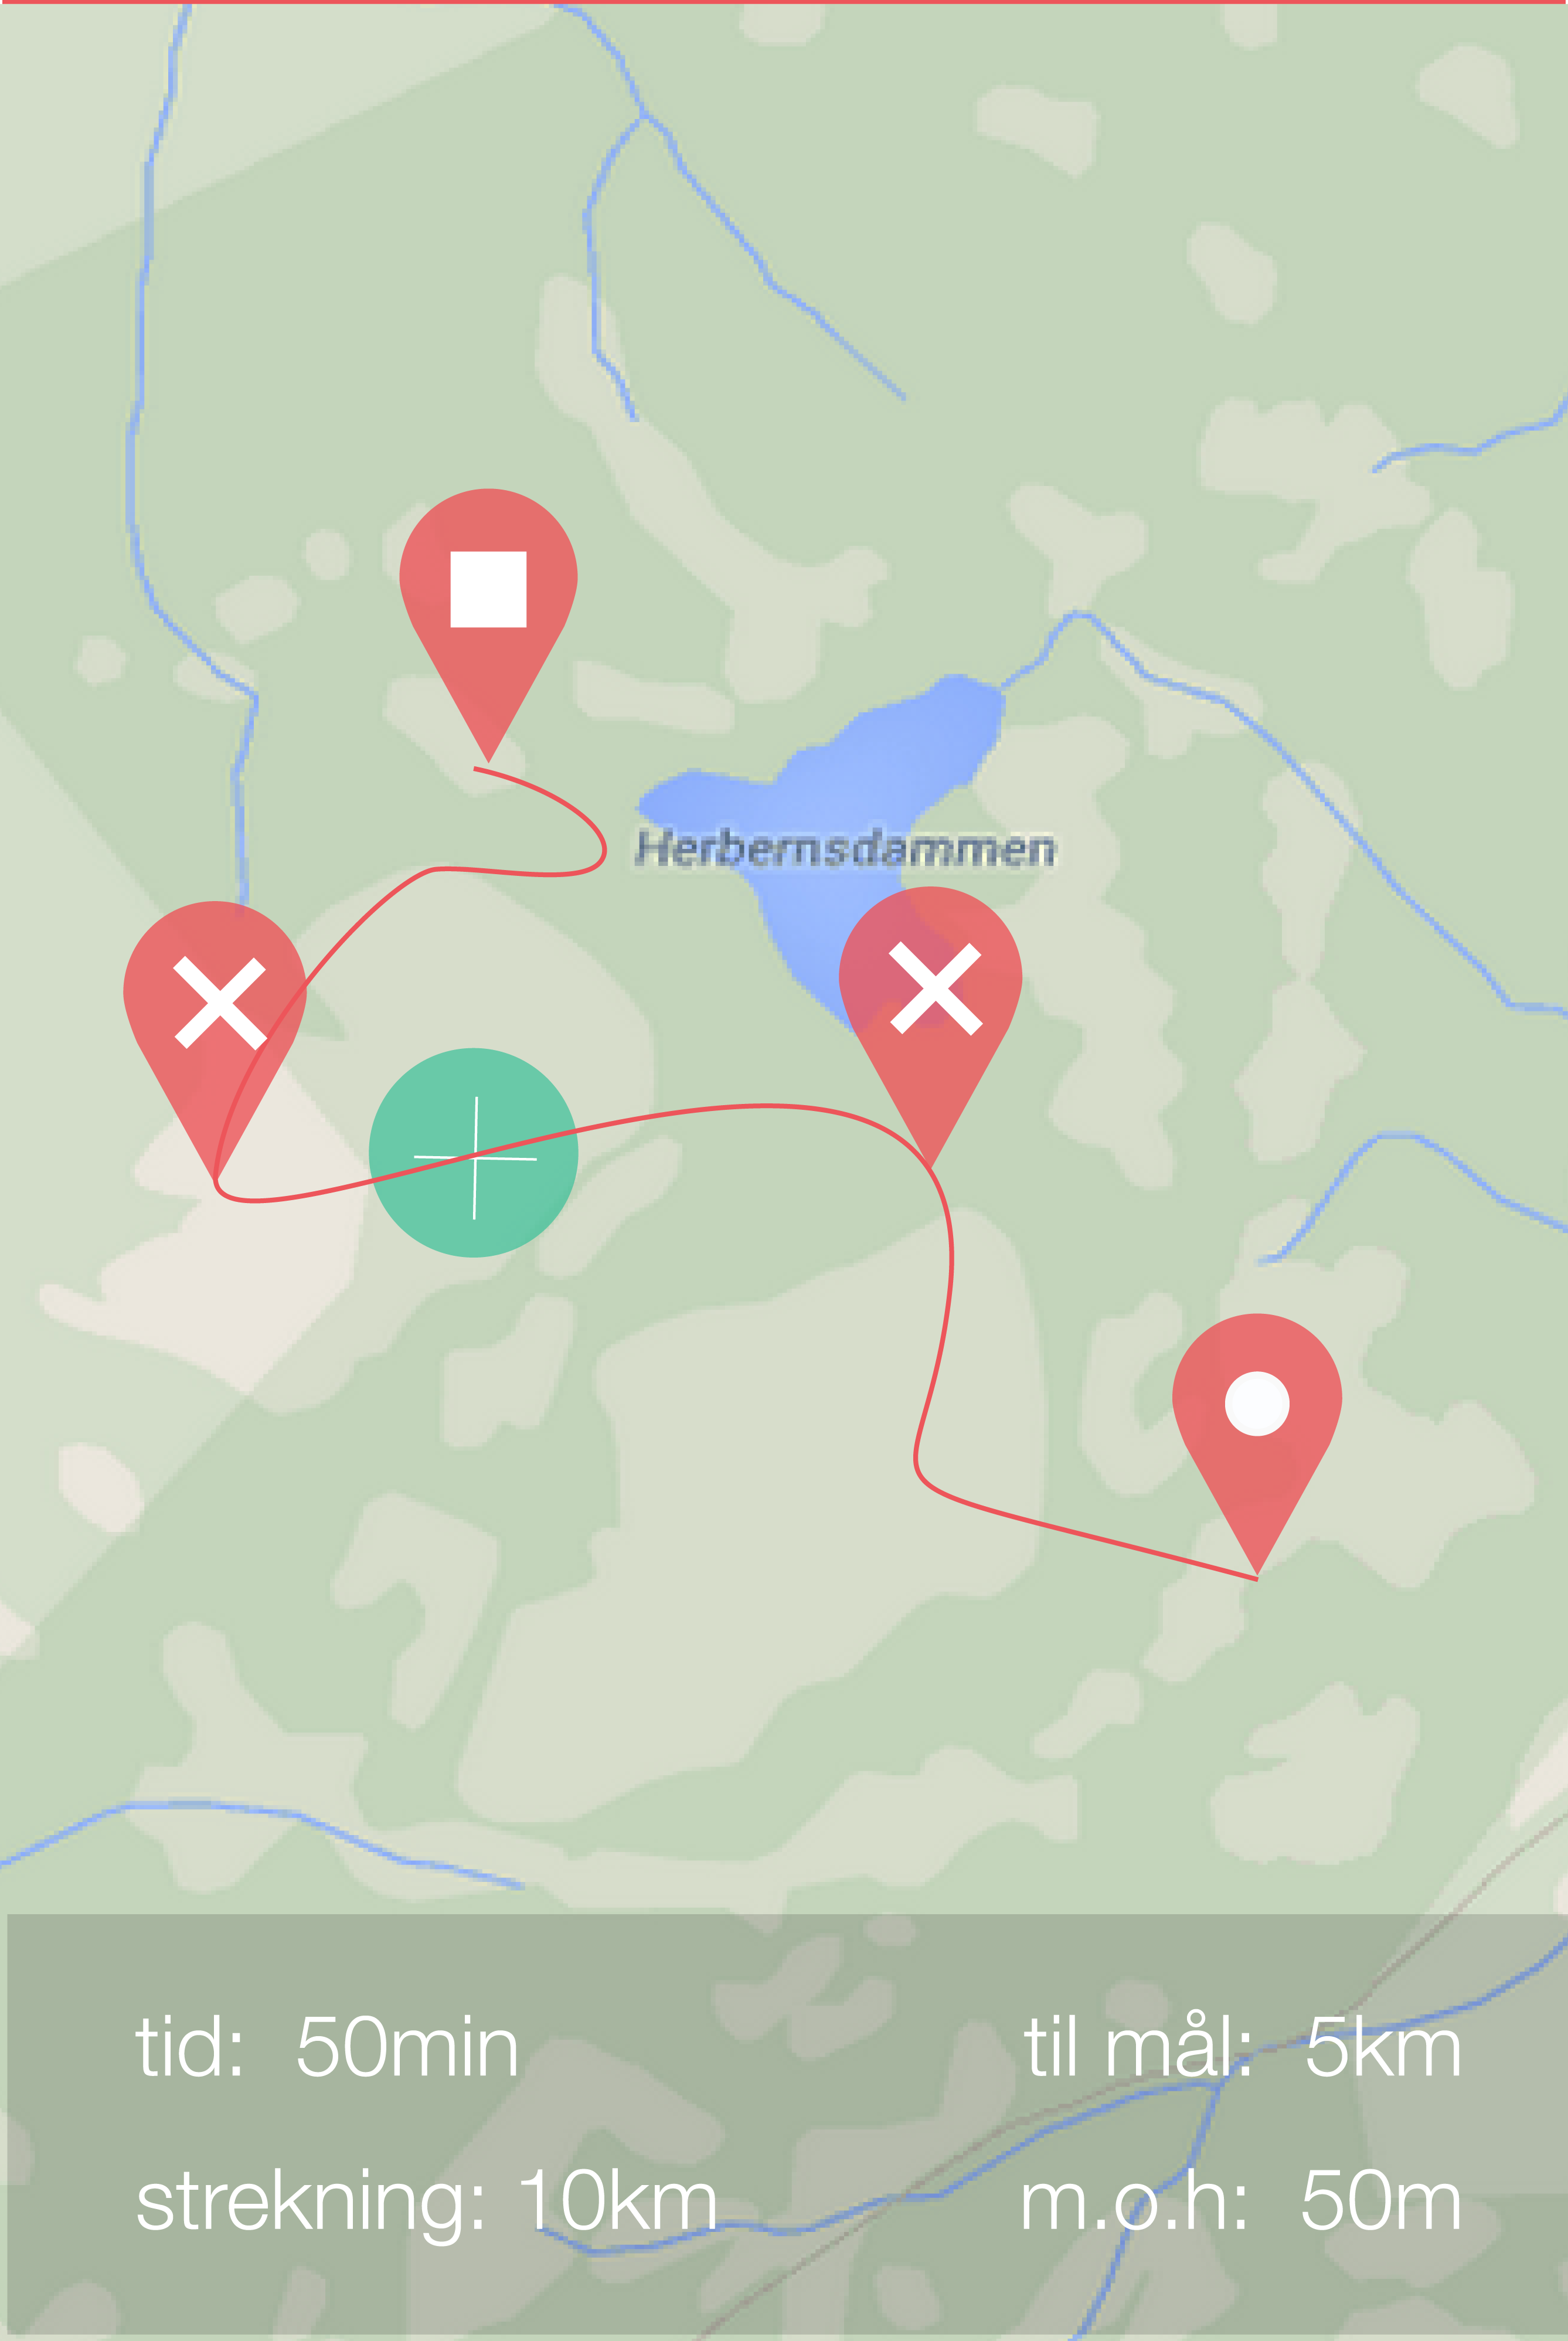 Herbernsdammen
tid: 50min
til mål: 5km
strekning: 10km
m.o.h: 50m